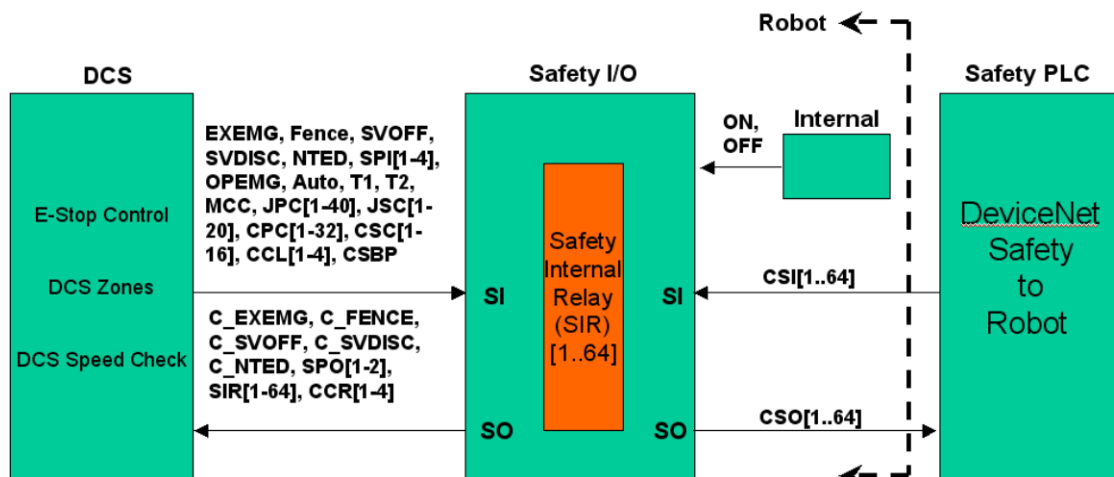 Robot
DCS
Safety I/O
Safety PLC
EXEMG, Fence, SVOFF,
SVDISC, NTED, SPI[1-4],
OPEMG, Auto, T1, T2,
MCC, JPC[1-40], JSC[1-
20], CPC[1-32], CSC[1-
16], CCL[1-4], CSBP
ON,
OFF
Internal
E-Stop Control
DCS Zones
DCS Speed Check
SI
C_EXEMG, C_FENCE,
C_SVOFF, C_SVDISC,
C_NTED, SPO[1-2],
SIR[1-64], CCR[1-4]
SO
Safety
Internal
Relay
(SIR)
[1..64]
SI
SO
CSI[1..64]
CSO[1..64]
DeviceNet
Safety
to
Robot